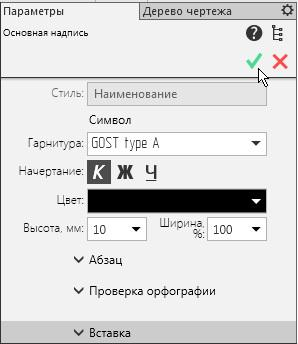 Параметры Дерево чертежа
Основная надпись
Стиль: Наименование
Символ
Гарнитура: GOST type A
Начертание: К Ж Ч
Цвет:
Высота, мм: 10 Ширина, %: 100
Абзац
Проверка орфографии
Вставка